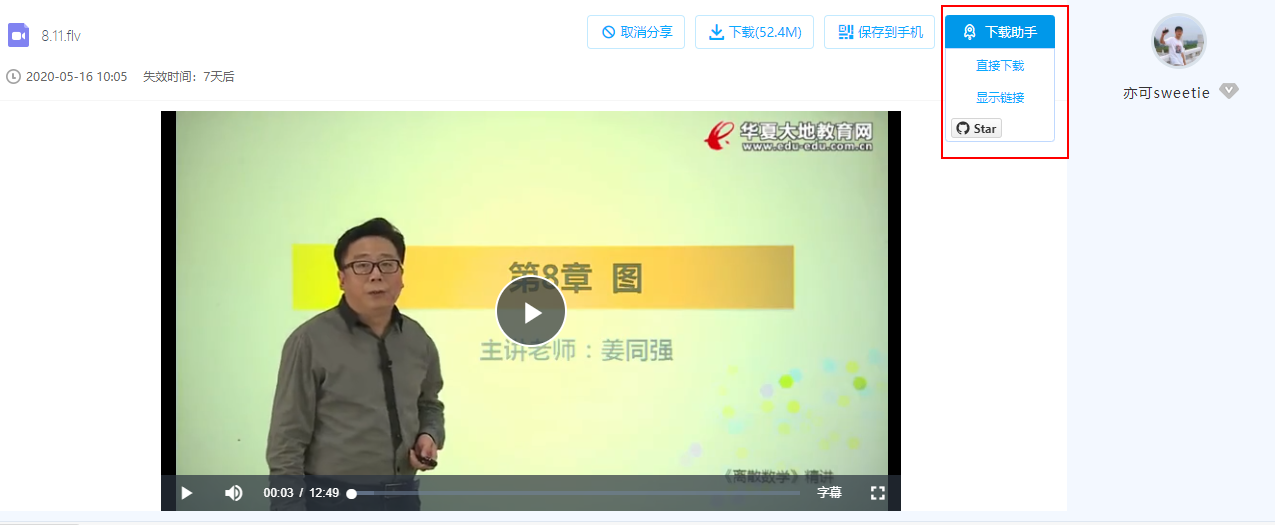 8.11.flv
取消分享
下载(52.4M)
保存到手机
下载助手
直接下载
显示链接
Star
2020-05-16 10:05 失效时间：7天后
亦可sweetie
华夏大地教育网
www.edu-edu.com.cn
第8章 图
主讲老师：姜同强
《离散数学》精讲
00:03 / 12:49
字幕